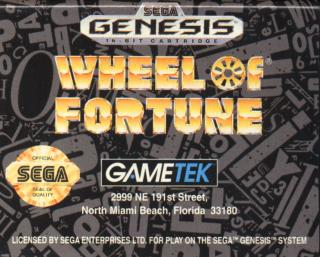 SEGA
GENESIS
16-BIT CARTRIDGE
WHEEL OF
FORTUNE
OFFICIAL
SEGA
SEAL OF
QUALITY
GAMETEK
2999 NE 191st Street,
North Miami Beach, Florida 33180
LICENSED BY SEGA ENTERPRISES LTD. FOR PLAY ON THE SEGA™ GENESIS™ SYSTEM